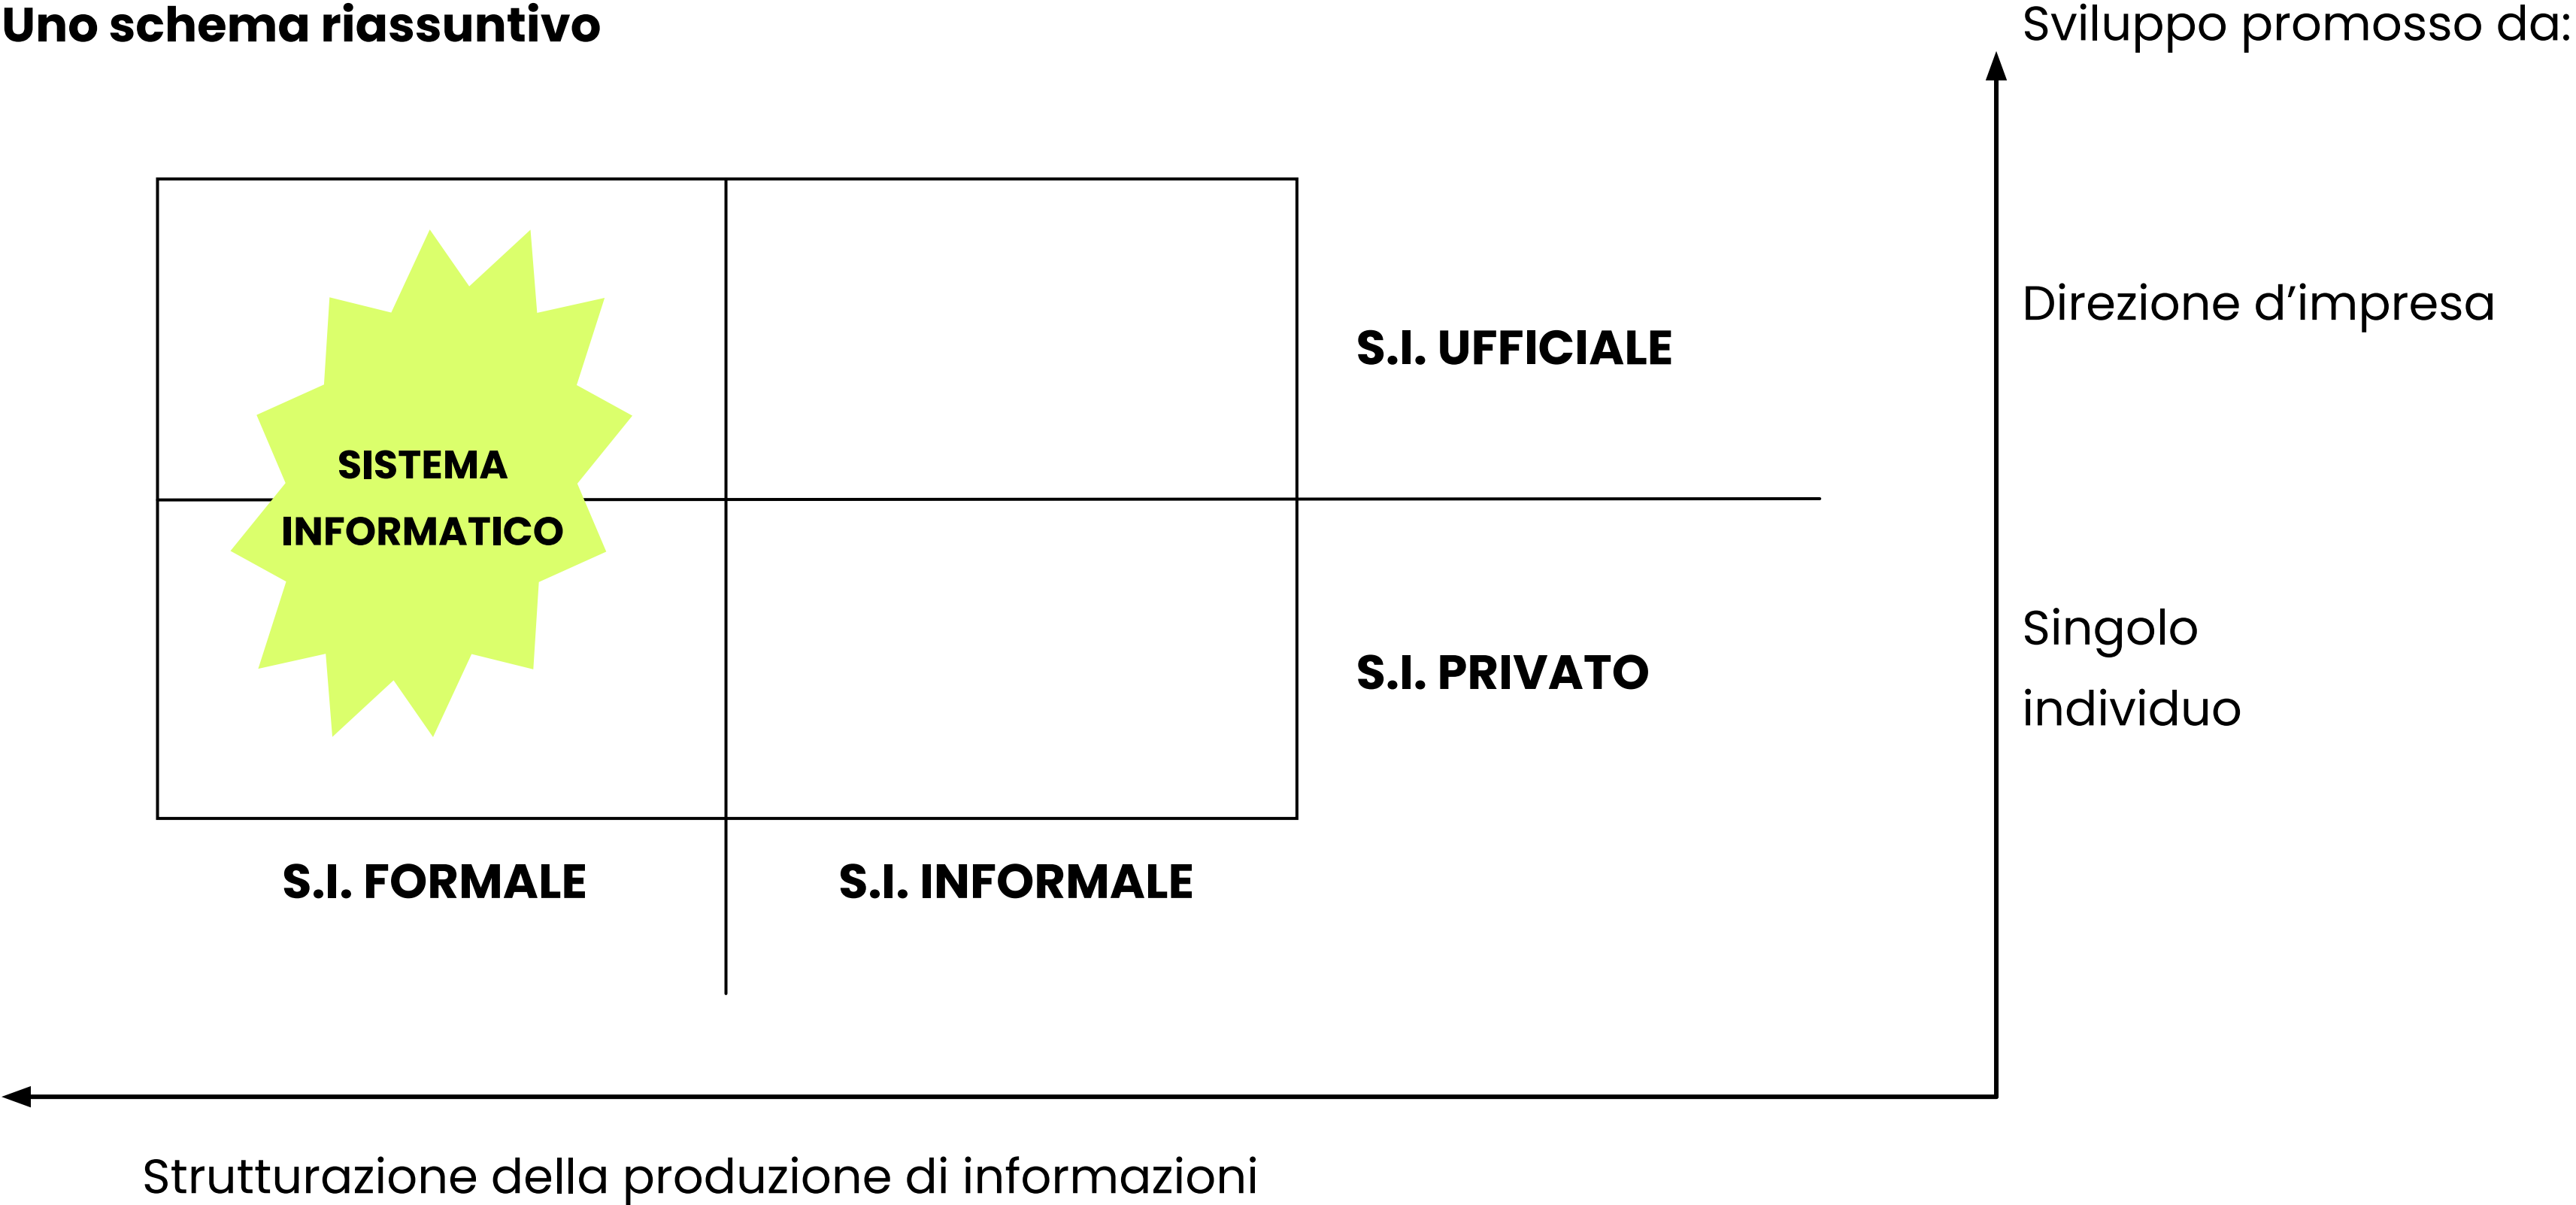 Uno schema riassuntivo
Sviluppo promosso da:
Direzione d’impresa
S.I. UFFICIALE
SISTEMA
INFORMATICO
Singolo
individuo
S.I. PRIVATO
S.I. FORMALE
S.I. INFORMALE
Strutturazione della produzione di informazioni